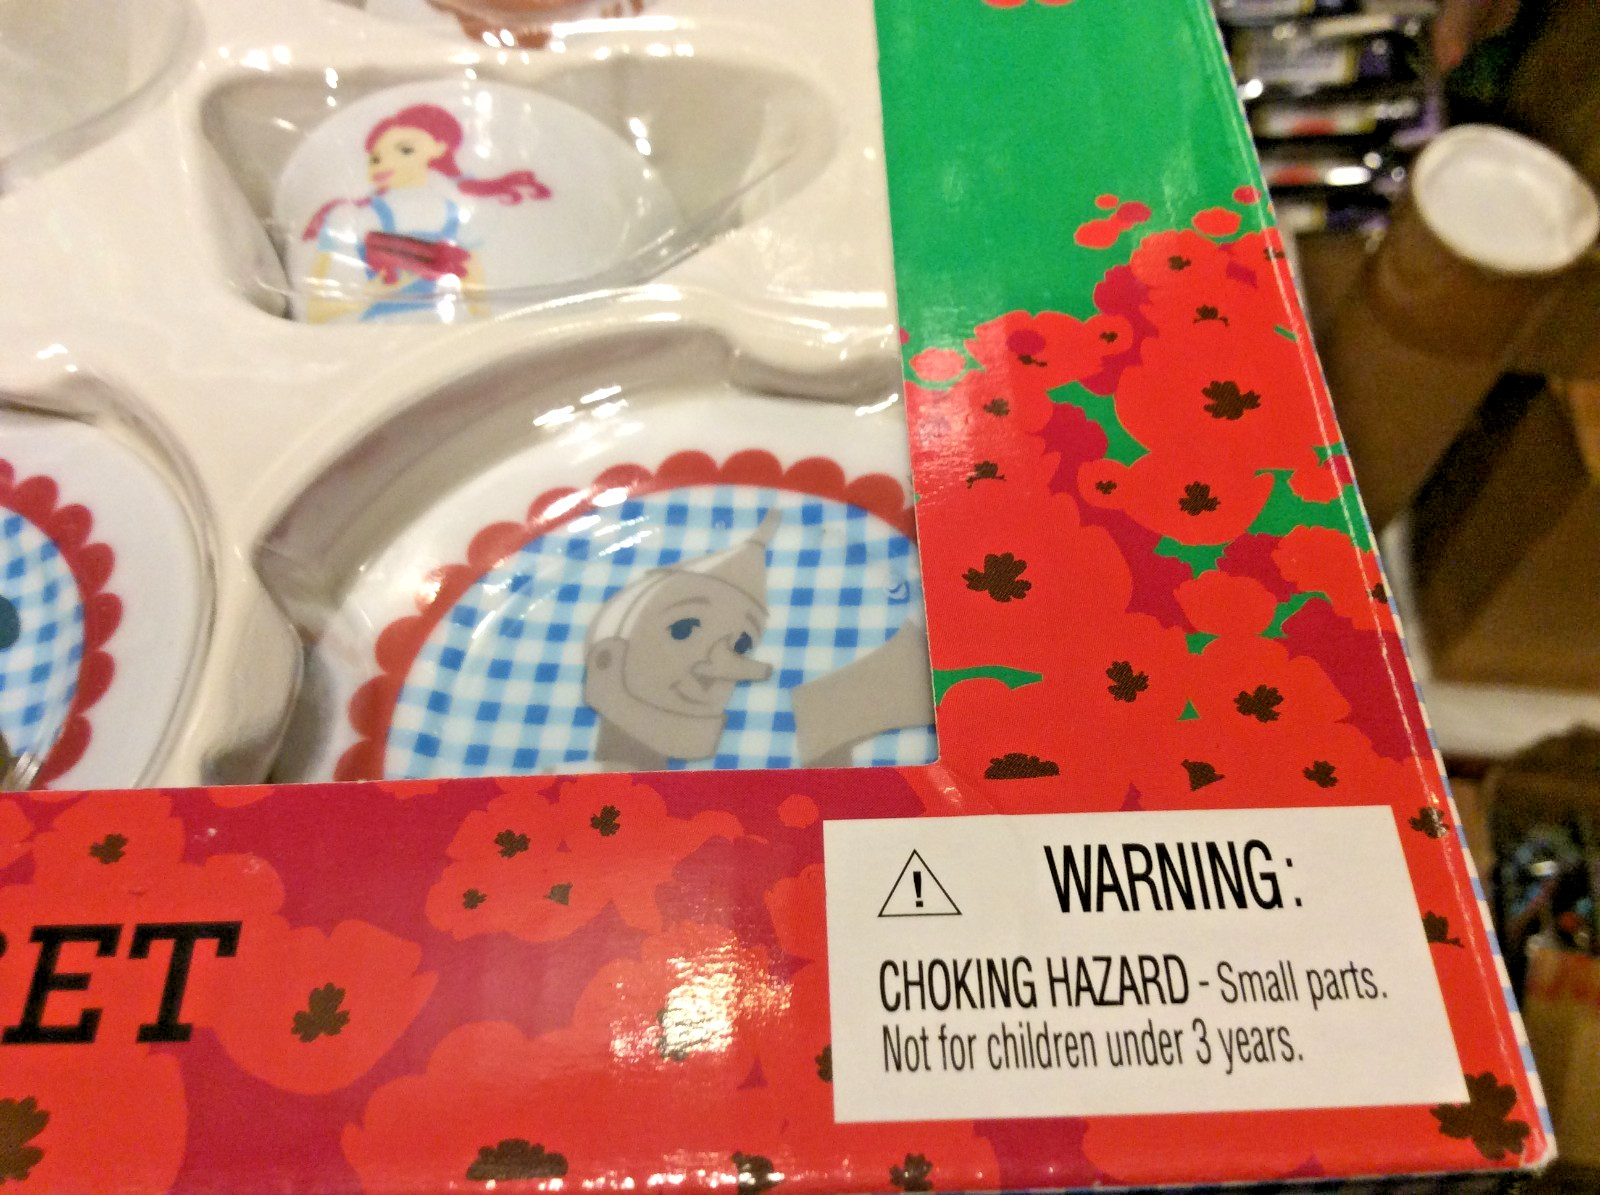 ET
! WARNING:
CHOKING HAZARD - Small parts.
Not for children under 3 years.